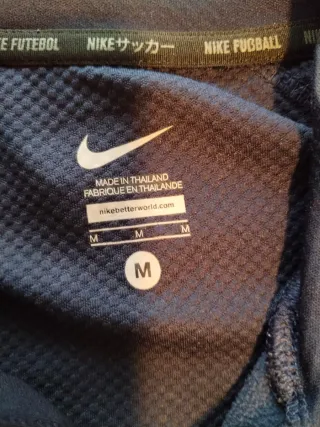 E FUTEBOL NIKEサッカー NIKE FUßBALL
MADE IN THAILAND
FABRIQUE EN THAILANDE
nikebetterworld.com
M M M
M